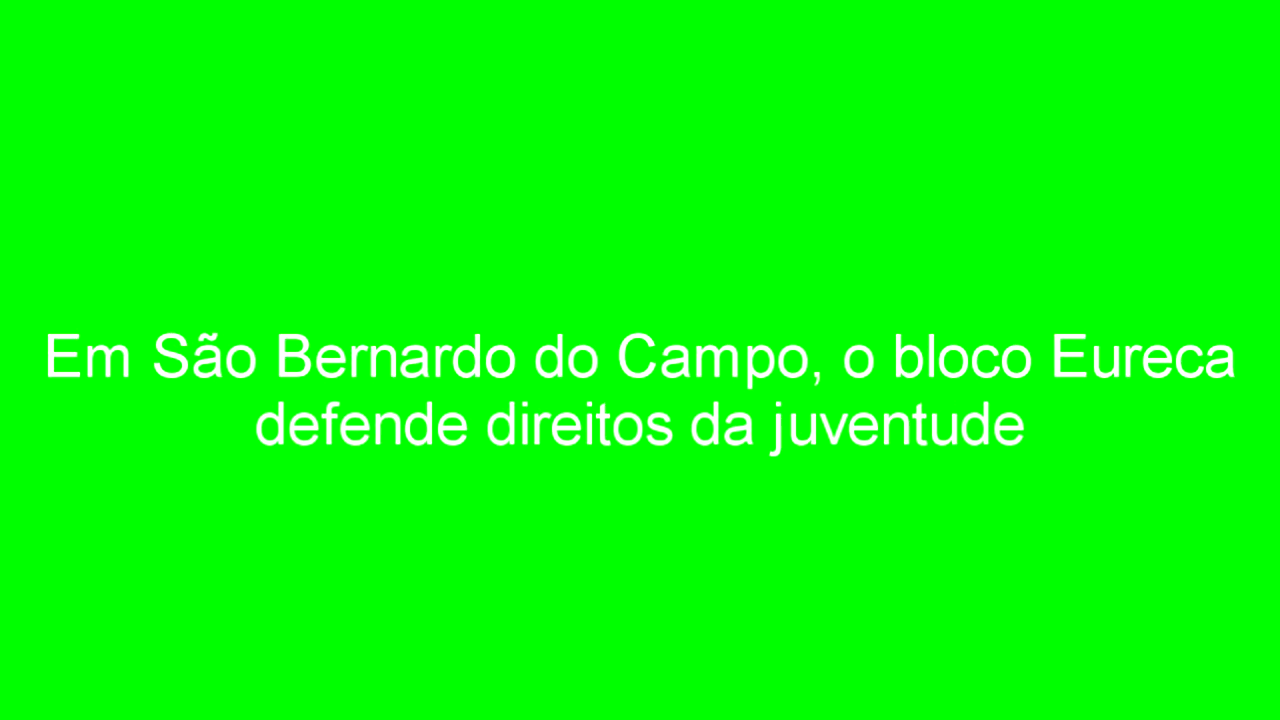 Em São Bernardo do Campo, o bloco Eureca
defende direitos da juventude